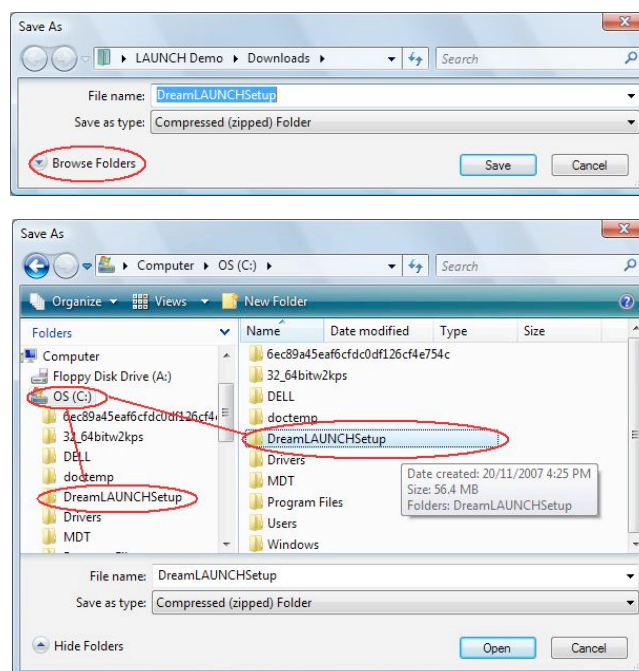 Save As
LAUNCH Demo Downloads Search
File name: DreamLAUNCHSetup
Save as type: Compressed (zipped) Folder
Browse Folders Save Cancel
Save As
Computer OS (C:) Search
Organize Views New Folder
Folders Name Date modified Type Size
Computer 6ec89a45eaf6cfdc0df126cf4e754c
Floppy Disk Drive (A:) 32_64bitw2kps
OS (C:) DELL
6ec89a45eaf6cfdc0df126cf4 doctemp
32_64bitw2kps DreamLAUNCHSetup
DELL Drivers
doctemp MDT
DreamLAUNCHSetup Program Files
Drivers Users
MDT Windows
Date created: 20/11/2007 4:25 PM
Size: 56.4 MB
Folders: DreamLAUNCHSetup
File name: DreamLAUNCHSetup
Save as type: Compressed (zipped) Folder
Hide Folders Open Cancel